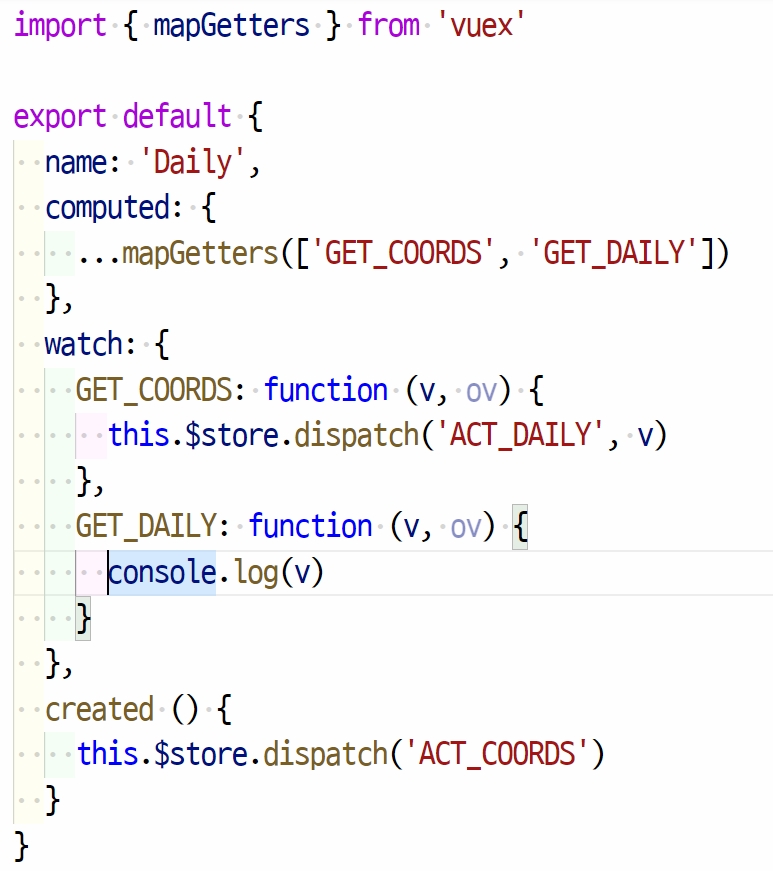 import { mapGetters } from 'vuex'

export default {
  name: 'Daily',
  computed: {
    ...mapGetters(['GET_COORDS', 'GET_DAILY'])
  },
  watch: {
    GET_COORDS: function (v, ov) {
      this.$store.dispatch('ACT_DAILY', v)
    },
    GET_DAILY: function (v, ov) {
      console.log(v)
    }
  },
  created () {
    this.$store.dispatch('ACT_COORDS')
  }
}